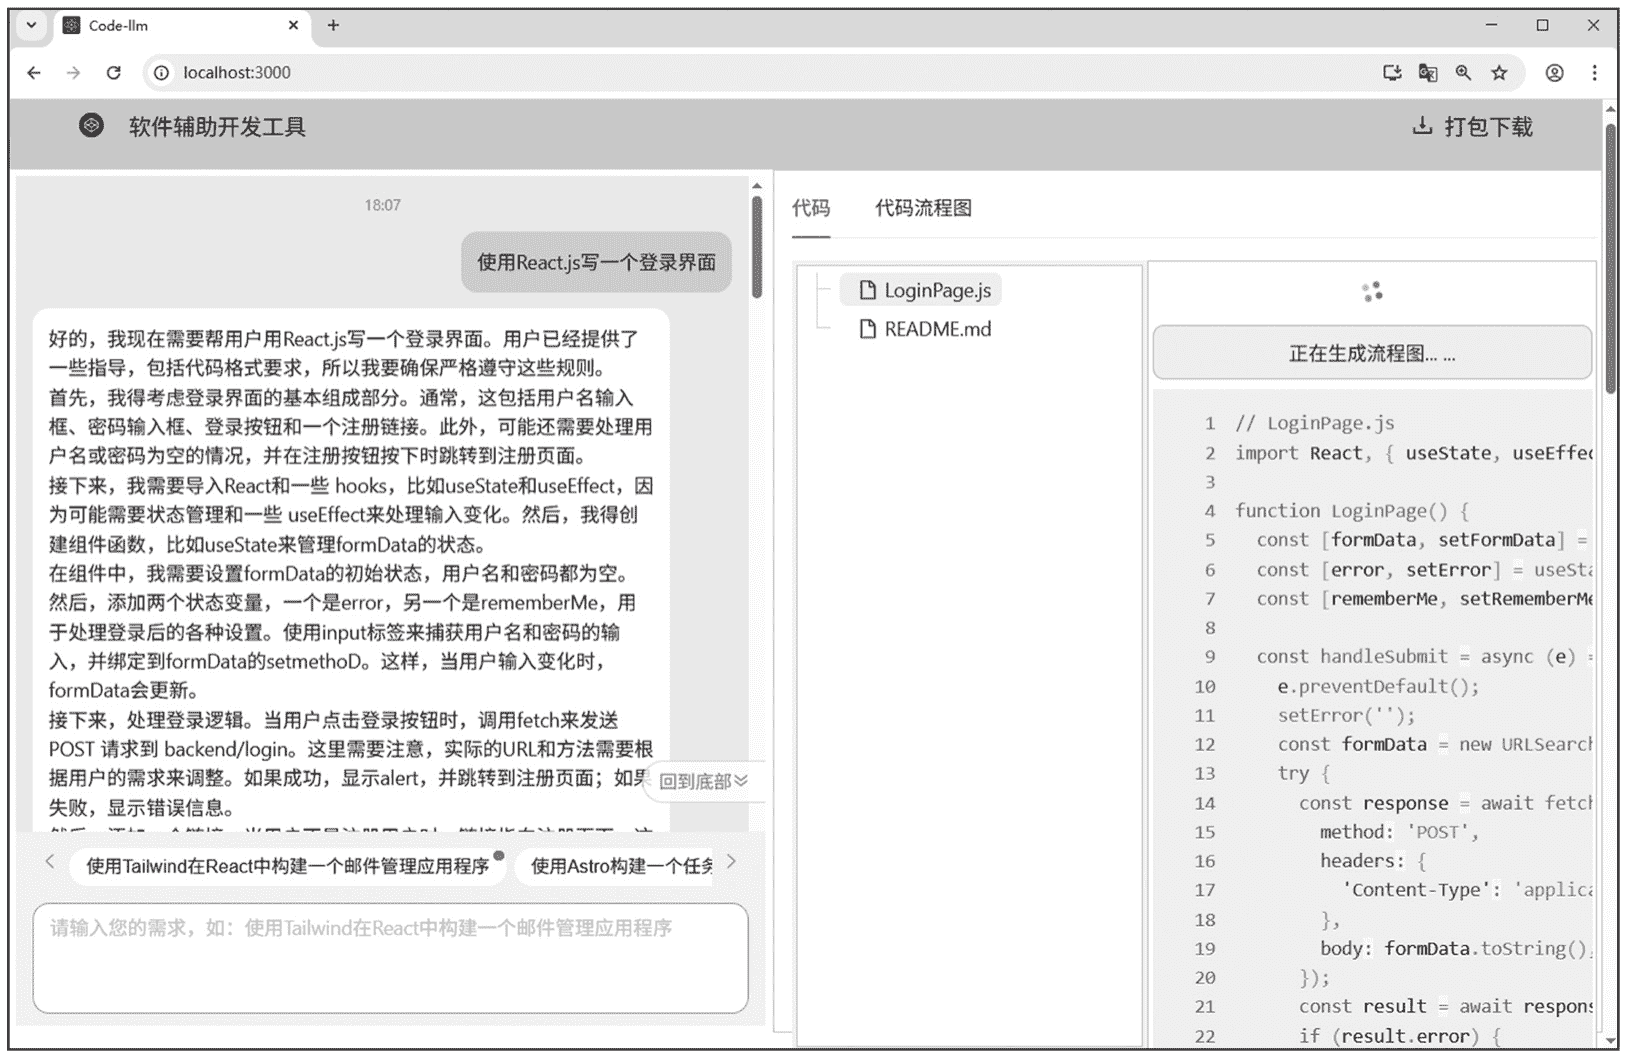 Code-llm
localhost:3000
软件辅助开发工具
打包下载
18:07
使用React.js写一个登录界面
好的，我现在需要帮用户用React.js写一个登录界面。用户已经提供了
一些指导，包括代码格式要求，所以我要确保严格遵守这些规则。
首先，我得考虑登录界面的基本组成部分。通常，这包括用户名输入
框、密码输入框、登录按钮和一个注册链接。此外，可能还需要处理用
户名或密码为空的情况，并在注册按钮按下时跳转到注册页面。
接下来，我需要导入React和一些 hooks，比如useState和useEffect，因
为可能需要状态管理和一些 useEffect来处理输入变化。然后，我得创
建组件函数，比如useState来管理formData的状态。
在组件中，我需要设置formData的初始状态，用户名和密码都为空。
然后，添加两个状态变量，一个是error，另一个是rememberMe，用
于处理登录后的各种设置。使用input标签来捕获用户名和密码的输
入，并绑定到formData的setmethoD。这样，当用户输入变化时，
formData会更新。
接下来，处理登录逻辑。当用户点击登录按钮时，调用fetch来发送
POST 请求到 backend/login。这里需要注意，实际的URL和方法需要根
据用户的需求来调整。如果成功，显示alert，并跳转到注册页面；如果
失败，显示错误信息。
回到底部
使用Tailwind在React中构建一个邮件管理应用程序
使用Astro构建一个任务
请输入您的需求，如：使用Tailwind在React中构建一个邮件管理应用程序
代码
代码流程图
LoginPage.js
README.md
正在生成流程图... ...
1 // LoginPage.js
2 import React, { useState, useEffec
3
4 function LoginPage() {
5 const [formData, setFormData] =
6 const [error, setError] = useSta
7 const [rememberMe, setRememberMe
8
9 const handleSubmit = async (e) =
10 e.preventDefault();
11 setError('');
12 const formData = new URLSearch
13 try {
14 const response = await fetch
15 method: 'POST',
16 headers: {
17 'Content-Type': 'applica
18 },
19 body: formData.toString(),
20 });
21 const result = await respons
22 if (result.error) {